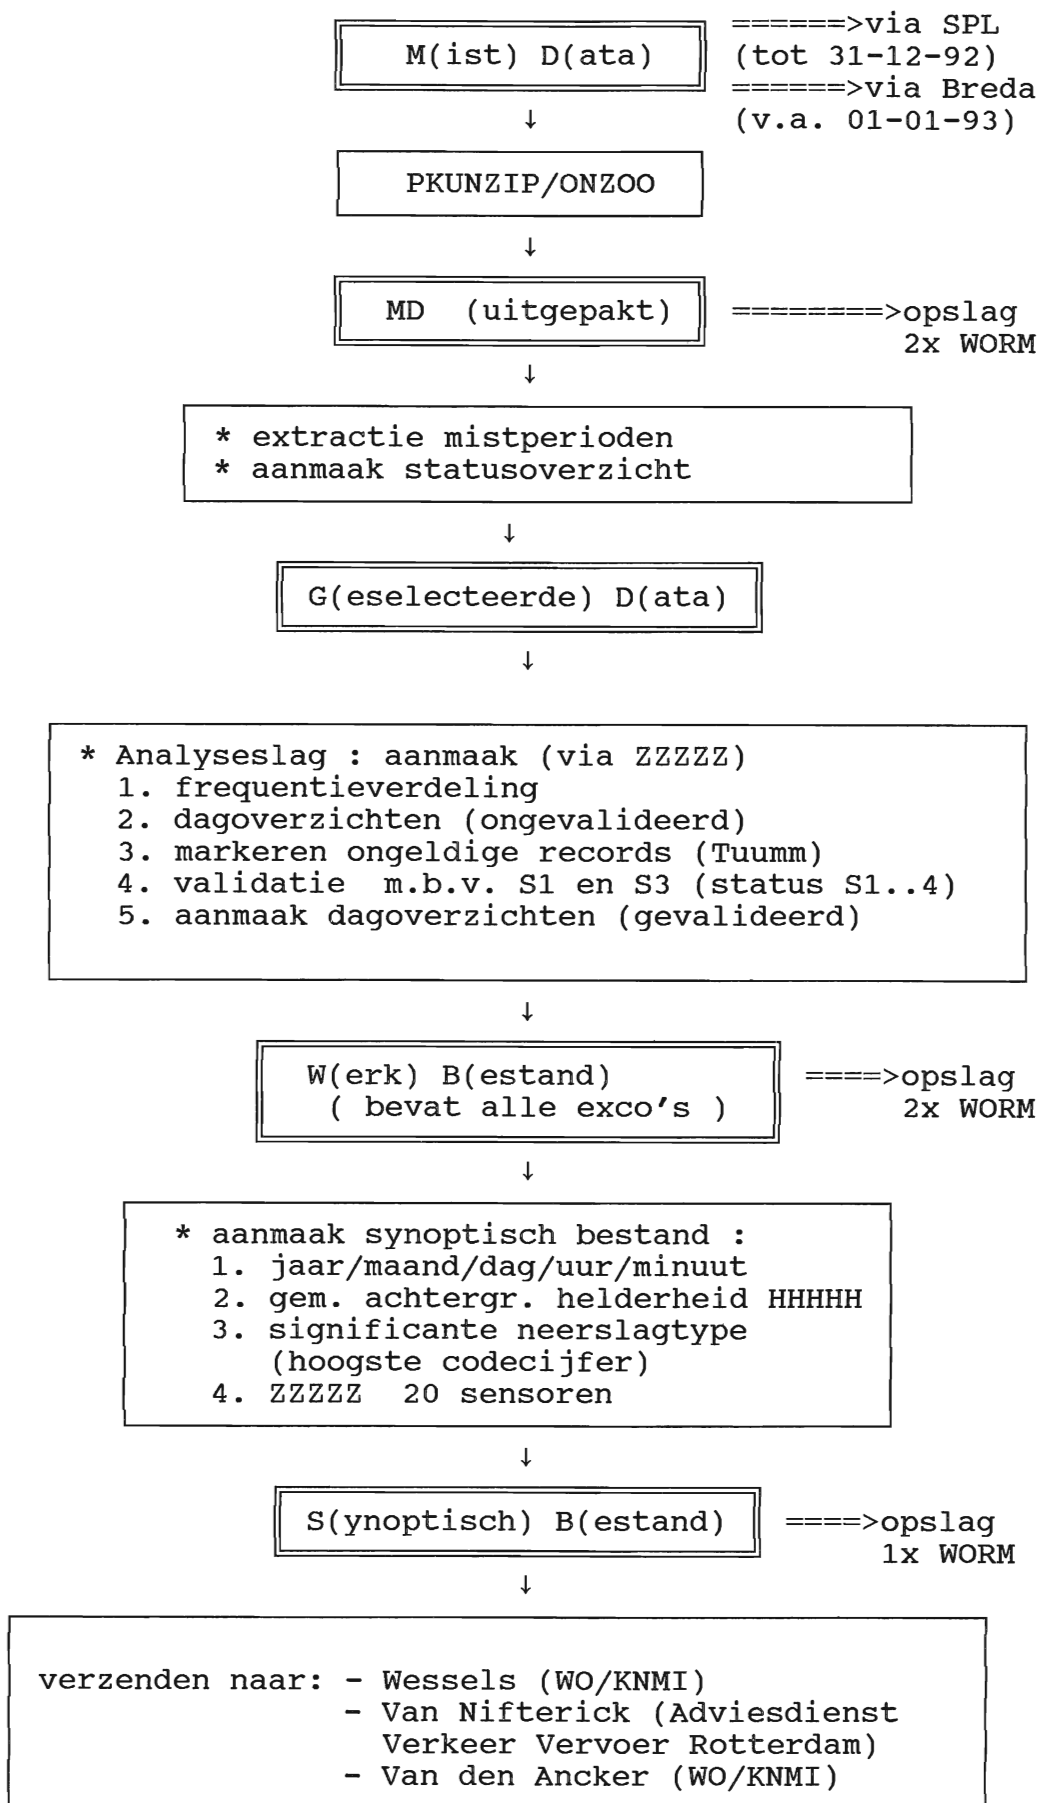 M(ist) D(ata)
======>via SPL
(tot 31-12-92)
======>via Breda
(v.a. 01-01-93)
↓
PKUNZIP/ONZOO
↓
MD (uitgepakt)
========>opslag
2x WORM
↓
* extractie mistperioden
* aanmaak statusoverzicht
↓
G(eselecteerde) D(ata)
↓
* Analyseslag : aanmaak (via ZZZZZ)
1. frequentieverdeling
2. dagoverzichten (ongevalideerd)
3. markeren ongeldige records (Tuumm)
4. validatie m.b.v. S1 en S3 (status S1..4)
5. aanmaak dagoverzichten (gevalideerd)
↓
W(erk) B(estand)
( bevat alle exco's )
====>opslag
2x WORM
↓
* aanmaak synoptisch bestand :
1. jaar/maand/dag/uur/minuut
2. gem. achtergr. helderheid HHHHH
3. significante neerslagtype
(hoogste codecijfer)
4. ZZZZZ 20 sensoren
↓
S(ynoptisch) B(estand)
====>opslag
1x WORM
↓
verzenden naar: - Wessels (WO/KNMI)
- Van Nifterick (Adviesdienst
Verkeer Vervoer Rotterdam)
- Van den Ancker (WO/KNMI)